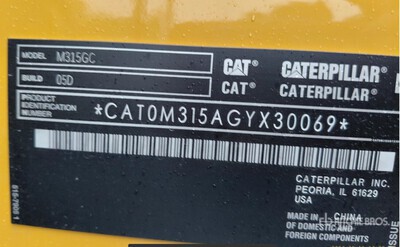 MODEL M315GC CAT® CATERPILLAR®
BUILD 05D CAT® CATERPILLAR®
PRODUCT
IDENTIFICATION
NUMBER *CAT0M315AGYX30069*
CATERPILLAR INC.
PEORIA, IL 61629
USA
MADE IN CHINA
OF DOMESTIC AND
FOREIGN COMPONENTS